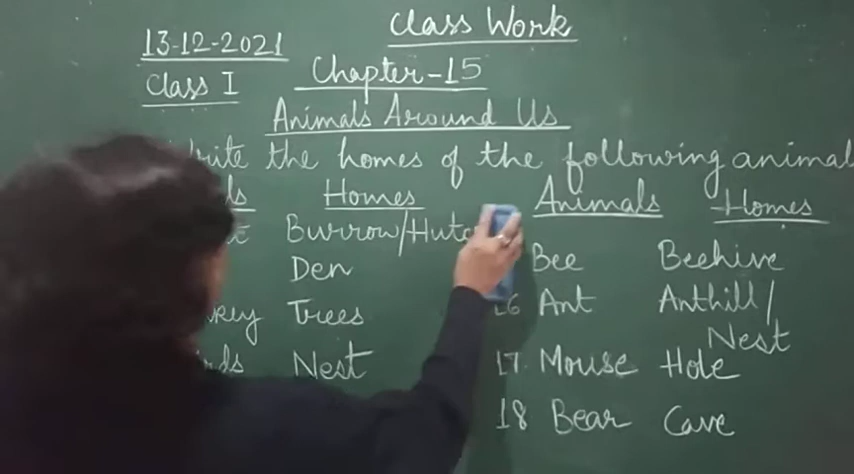 Class Work
13-12-2021
Class I
Chapter-15
Animals Around Us
the homes of the following animal
Homes Animals Homes
Burrow/Hutc Bee Beehive
Den Ant Anthill/
Trees Nest
Nest 17. Mouse Hole
18 Bear Cave